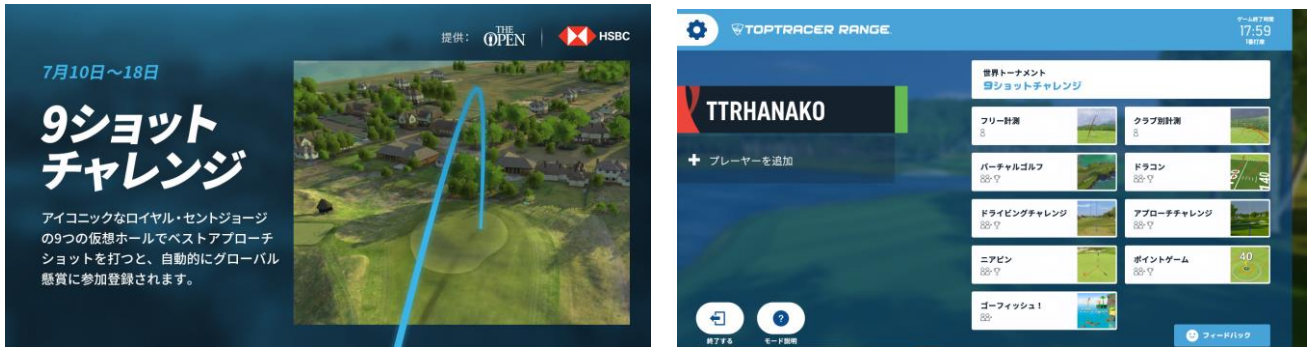 提供: THE OPEN HSBC
7月10日～18日
9ショット
チャレンジ
アイコニックなロイヤル・セントジョージ
の9つの仮想ホールでベストアプローチ
ショットを打つと、自動的にグローバル
懸賞に参加登録されます。
TOPTRACER RANGE
ゲーム終了時間
17:59
1番打席
TTRHANAKO
プレーヤーを追加
世界トーナメント
9ショットチャレンジ
フリー計測
クラブ別計測
バーチャルゴルフ
ドラコン
ドライビングチャレンジ
アプローチチャレンジ
ニアピン
ポイントゲーム
40
ゴーフィッシュ！
終了する
モード説明
フィードバック